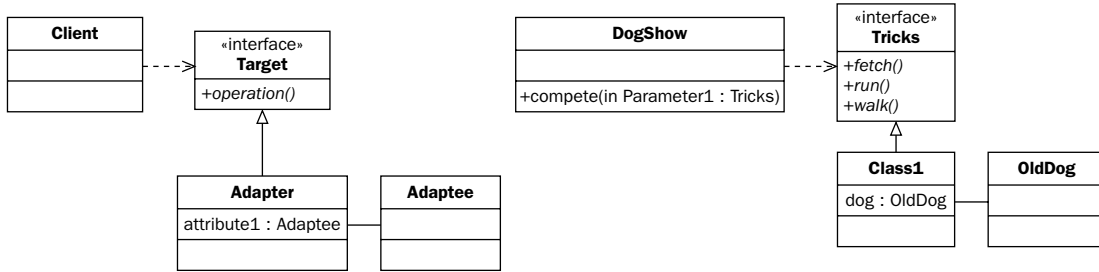 Client
«interface»
Target
+operation()
Adapter
attribute1 : Adaptee
Adaptee
DogShow
+compete(in Parameter1 : Tricks)
«interface»
Tricks
+fetch()
+run()
+walk()
Class1
dog : OldDog
OldDog